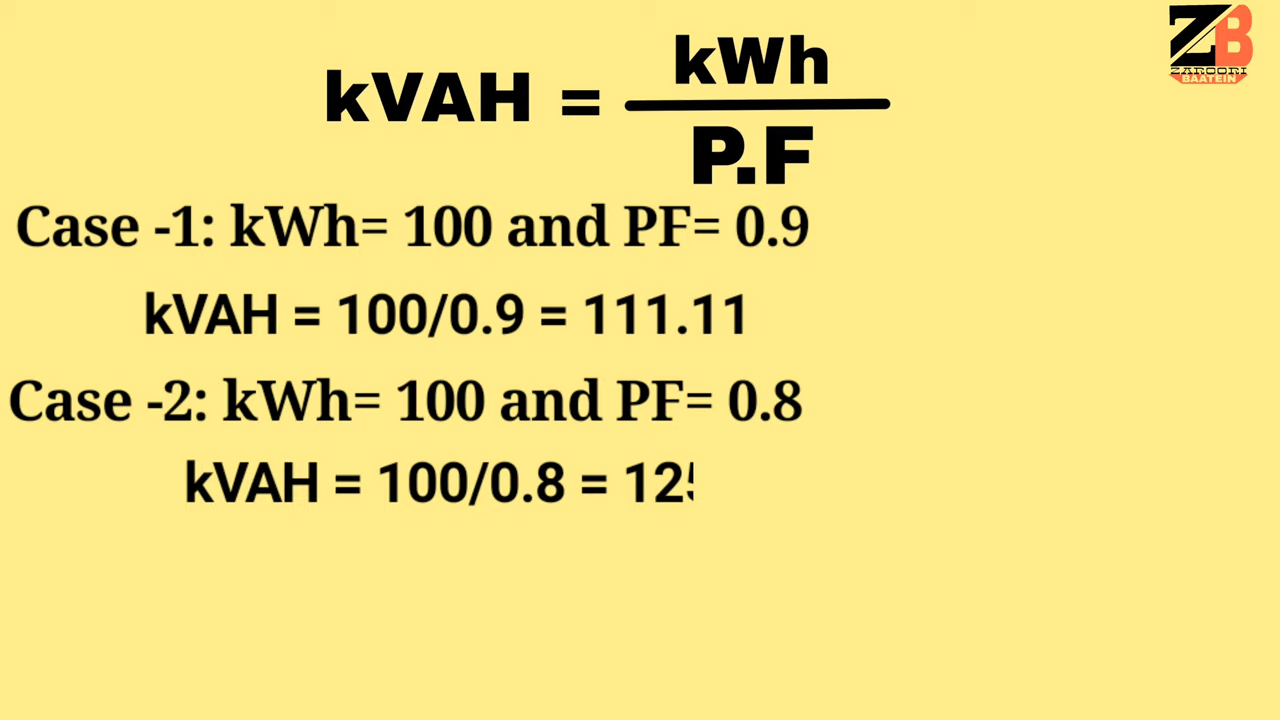 kVAH = kWh
P.F
ZB
ZAROORI
BAATEIN
Case -1: kWh= 100 and PF= 0.9
kVAH = 100/0.9 = 111.11
Case -2: kWh= 100 and PF= 0.8
kVAH = 100/0.8 = 125